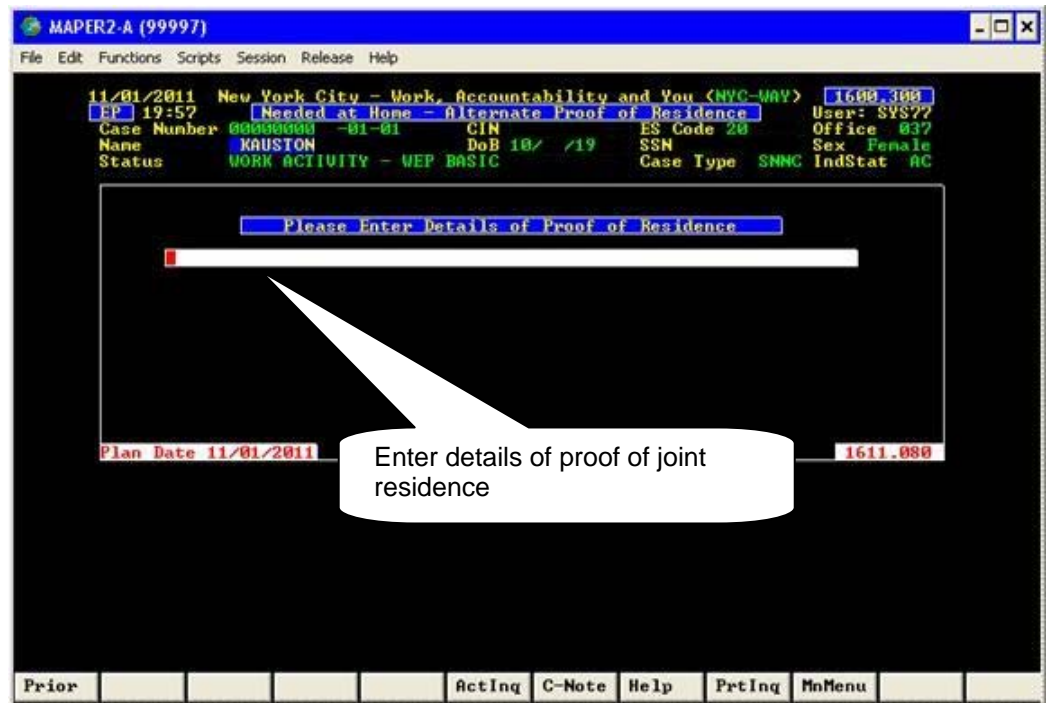 MAPER2-A (99997)
File Edit Functions Scripts Session Release Help
11/01/2011 New York City - Work, Accountability and You (NYC-WAY) 1600.300
EP 19:57 Needed at Home - Alternate Proof of Residence User: SYS??
Case Number 00000000 -01-01 CIN ES Code 20 Office 037
Name KAUSTON DoB 10/ /19 SSN Sex Female
Status WORK ACTIVITY - WEP BASIC Case Type SNNC IndStat AC
Please Enter Details of Proof of Residence
Plan Date 11/01/2011 1611.080
Enter details of proof of joint
residence
Prior ActInq C-Note Help PrtInq MnMenu